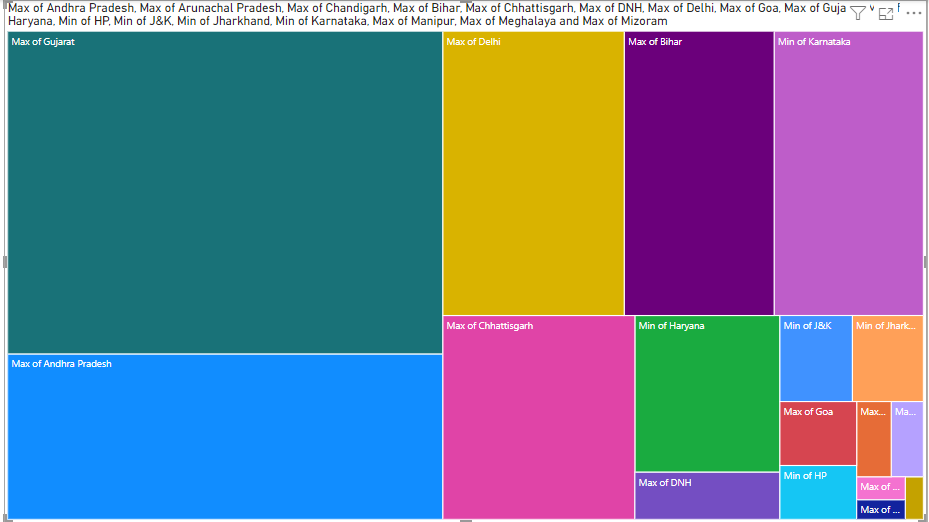 Max of Andhra Pradesh, Max of Arunachal Pradesh, Max of Chandigarh, Max of Bihar, Max of Chhattisgarh, Max of DNH, Max of Delhi, Max of Goa, Max of Guja
Haryana, Min of HP, Min of J&K, Min of Jharkhand, Min of Karnataka, Max of Manipur, Max of Meghalaya and Max of Mizoram
Max of Gujarat
Max of Delhi
Max of Bihar
Min of Karnataka
Max of Andhra Pradesh
Max of Chhattisgarh
Min of Haryana
Min of J&K
Min of Jhark...
Max of Goa
Max...
Ma...
Max of DNH
Min of HP
Max of ...
Max of ...